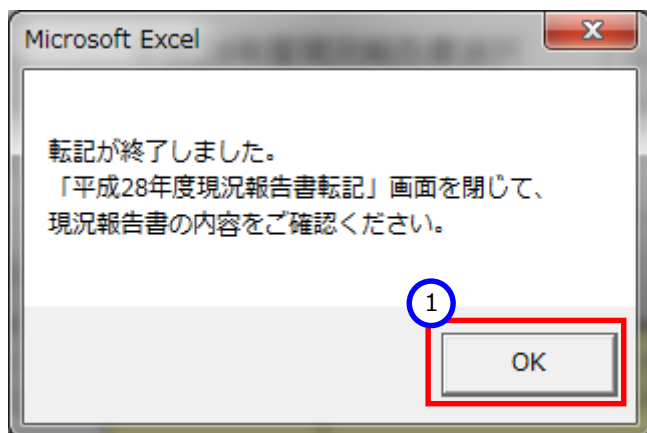 Microsoft Excel
転記が終了しました。
「平成28年度現況報告書転記」画面を閉じて、
現況報告書の内容をご確認ください。
1
OK